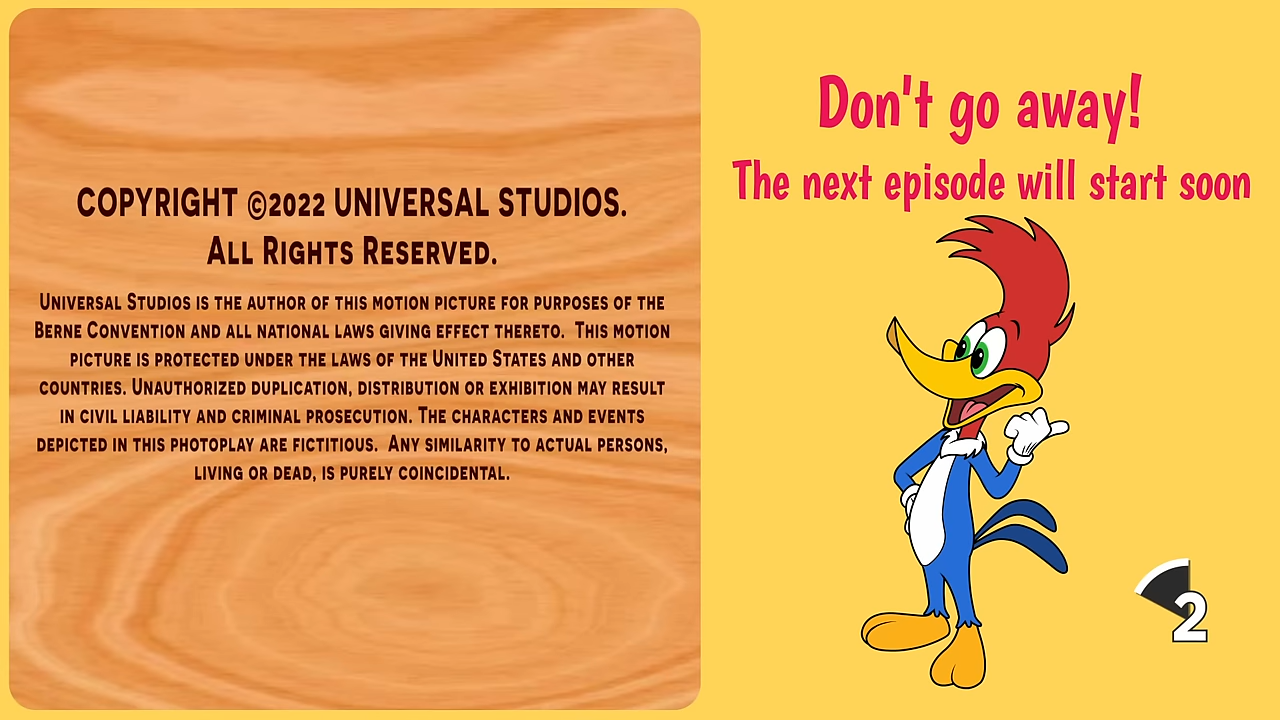 COPYRIGHT ©2022 UNIVERSAL STUDIOS.
ALL RIGHTS RESERVED.
UNIVERSAL STUDIOS IS THE AUTHOR OF THIS MOTION PICTURE FOR PURPOSES OF THE
BERNE CONVENTION AND ALL NATIONAL LAWS GIVING EFFECT THERETO.  THIS MOTION
PICTURE IS PROTECTED UNDER THE LAWS OF THE UNITED STATES AND OTHER
COUNTRIES. UNAUTHORIZED DUPLICATION, DISTRIBUTION OR EXHIBITION MAY RESULT
IN CIVIL LIABILITY AND CRIMINAL PROSECUTION. THE CHARACTERS AND EVENTS
DEPICTED IN THIS PHOTOPLAY ARE FICTITIOUS.  ANY SIMILARITY TO ACTUAL PERSONS,
LIVING OR DEAD, IS PURELY COINCIDENTAL.
Don't go away!
The next episode will start soon
2